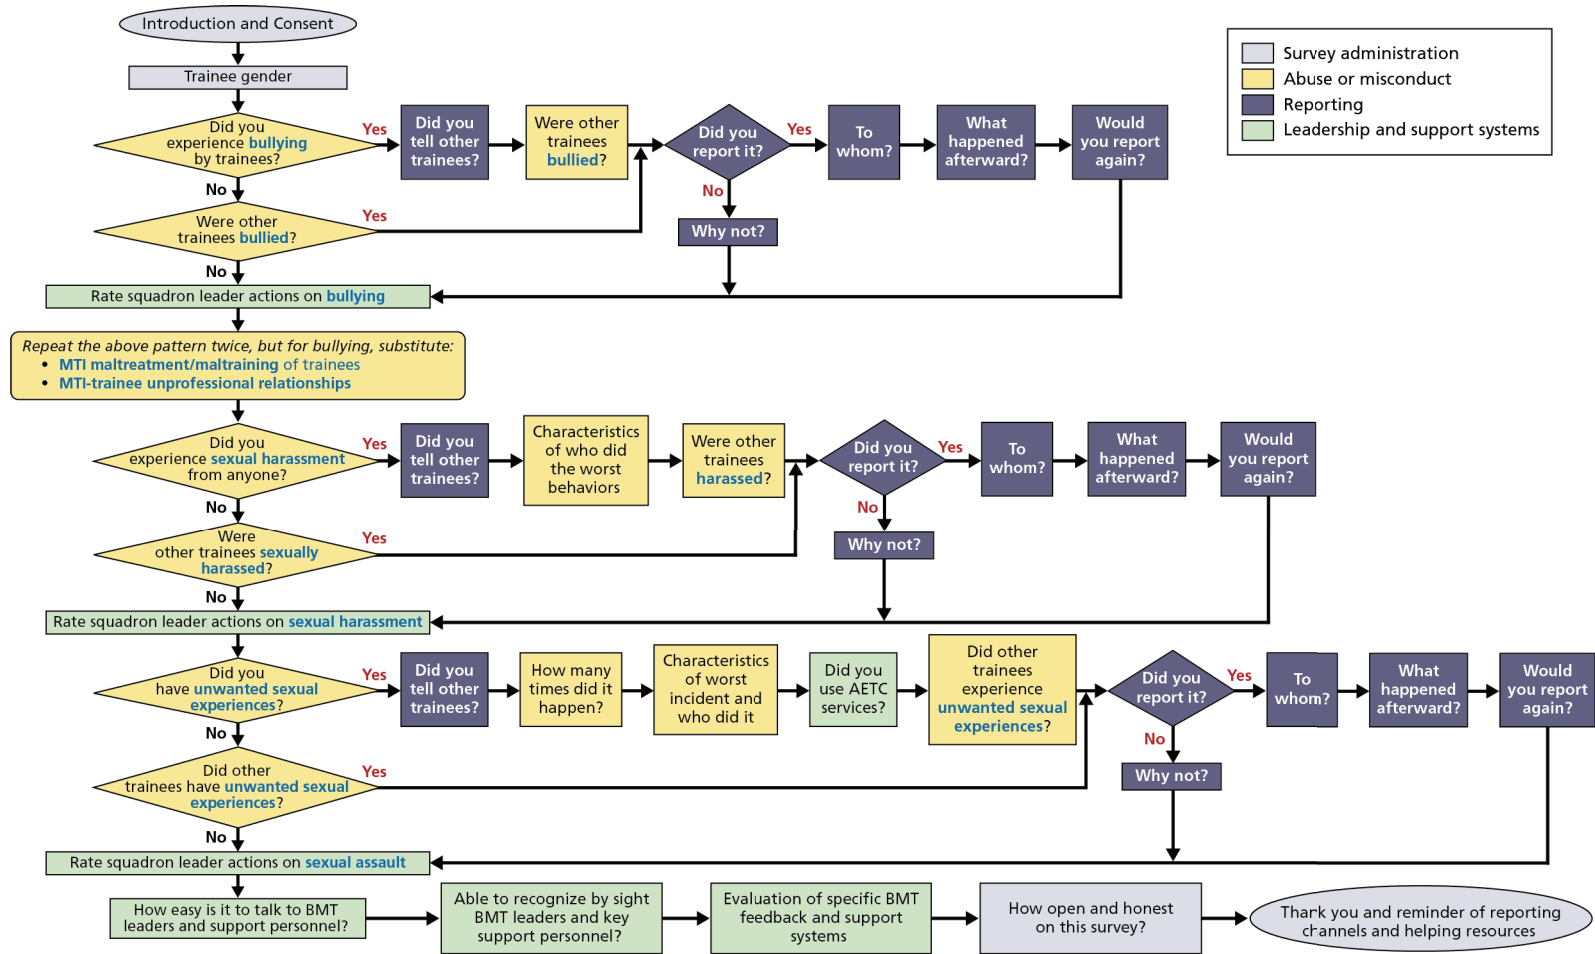 Introduction and Consent
Trainee gender
Survey administration
Abuse or misconduct
Reporting
Leadership and support systems
Did you
experience bullying
by trainees?
Yes
No
Did you
tell other
trainees?
Were other
trainees
bullied?
Did you
report it?
Yes
No
To
whom?
What
happened
afterward?
Would
you report
again?
Why not?
Were other
trainees bullied?
Yes
No
Rate squadron leader actions on bullying
Repeat the above pattern twice, but for bullying, substitute:
• MTI maltreatment/maltraining of trainees
• MTI-trainee unprofessional relationships
Did you
experience sexual harassment
from anyone?
Yes
No
Did you
tell other
trainees?
Characteristics
of who did
the worst
behaviors
Were other
trainees
harassed?
Did you
report it?
Yes
No
To
whom?
What
happened
afterward?
Would
you report
again?
Why not?
Were
other trainees sexually
harassed?
Yes
No
Rate squadron leader actions on sexual harassment
Did you
have unwanted sexual
experiences?
Yes
No
Did you
tell other
trainees?
How many
times did it
happen?
Characteristics
of worst
incident and
who did it
Did you
use AETC
services?
Did other
trainees
experience
unwanted sexual
experiences?
Did you
report it?
Yes
No
To
whom?
What
happened
afterward?
Would
you report
again?
Why not?
Did other
trainees have unwanted sexual
experiences?
Yes
No
Rate squadron leader actions on sexual assault
How easy is it to talk to BMT
leaders and support personnel?
Able to recognize by sight
BMT leaders and key
support personnel?
Evaluation of specific BMT
feedback and support
systems
How open and honest
on this survey?
Thank you and reminder of reporting
channels and helping resources